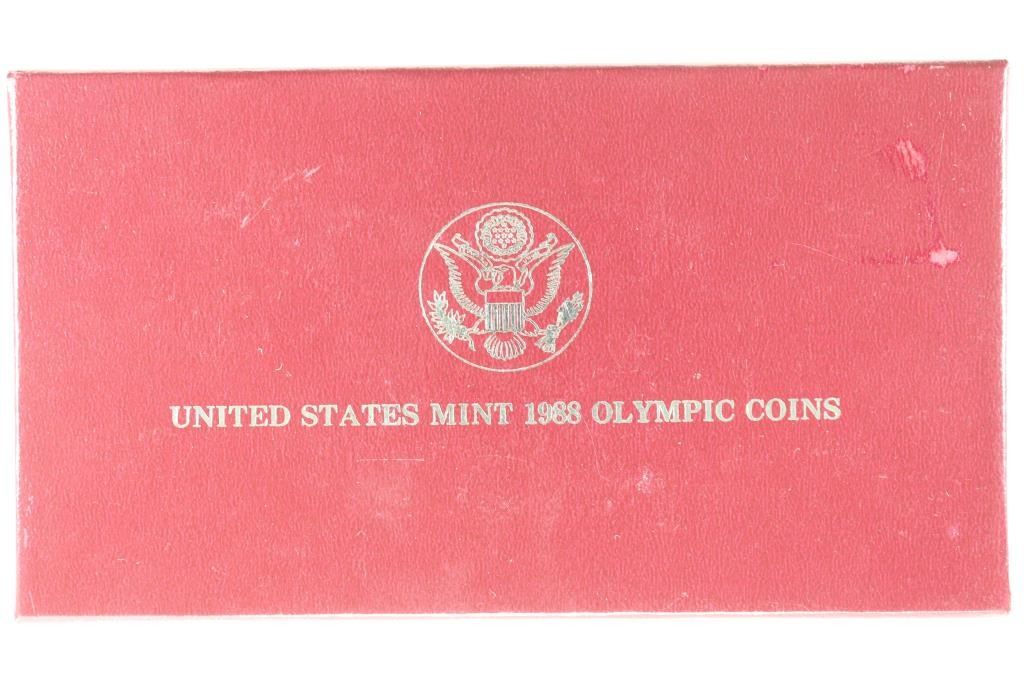 UNITED STATES MINT 1988 OLYMPIC COINS